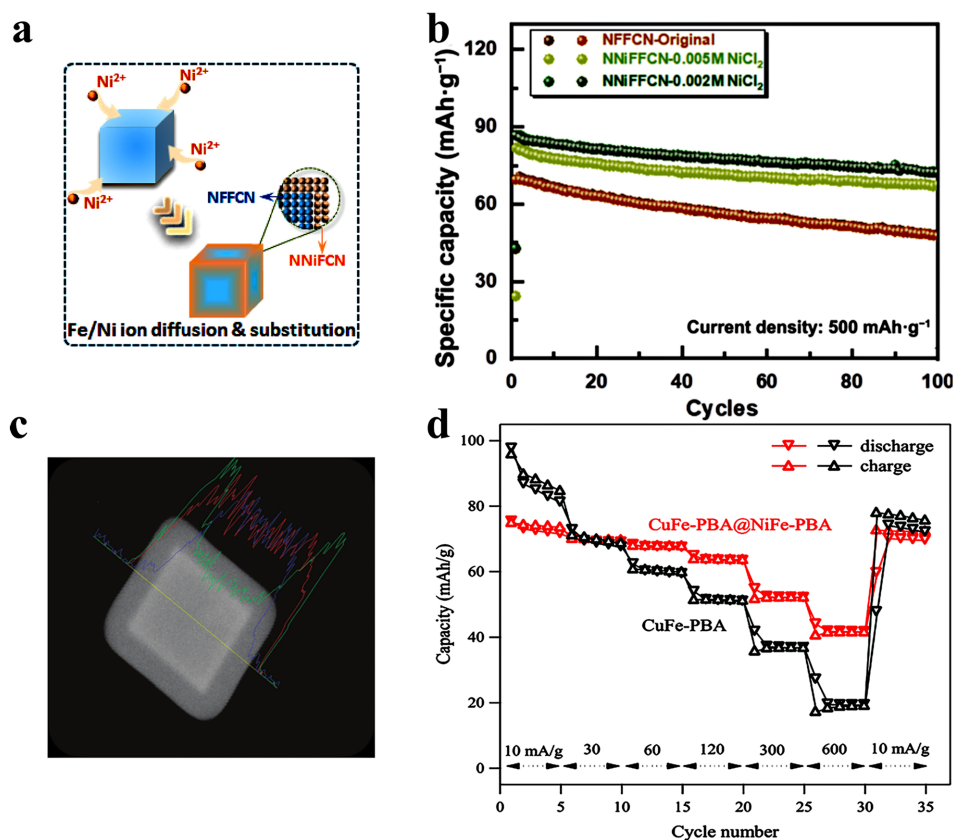 a
Ni²⁺
Ni²⁺
Ni²⁺
Ni²⁺
NFFCN
NNiFCN
Fe/Ni ion diffusion & substitution
b
NFFCN-Original
NNiFFCN-0.005M NiCl₂
NNiFFCN-0.002M NiCl₂
Specific capacity (mAh·g⁻¹)
120
90
60
30
0
Current density: 500 mAh·g⁻¹
0 20 40 60 80 100
Cycles
c
d
discharge
charge
CuFe-PBA@NiFe-PBA
CuFe-PBA
Capacity (mAh/g)
100
80
60
40
20
0
10 mA/g 30 60 120 300 600 10 mA/g
0 5 10 15 20 25 30 35
Cycle number